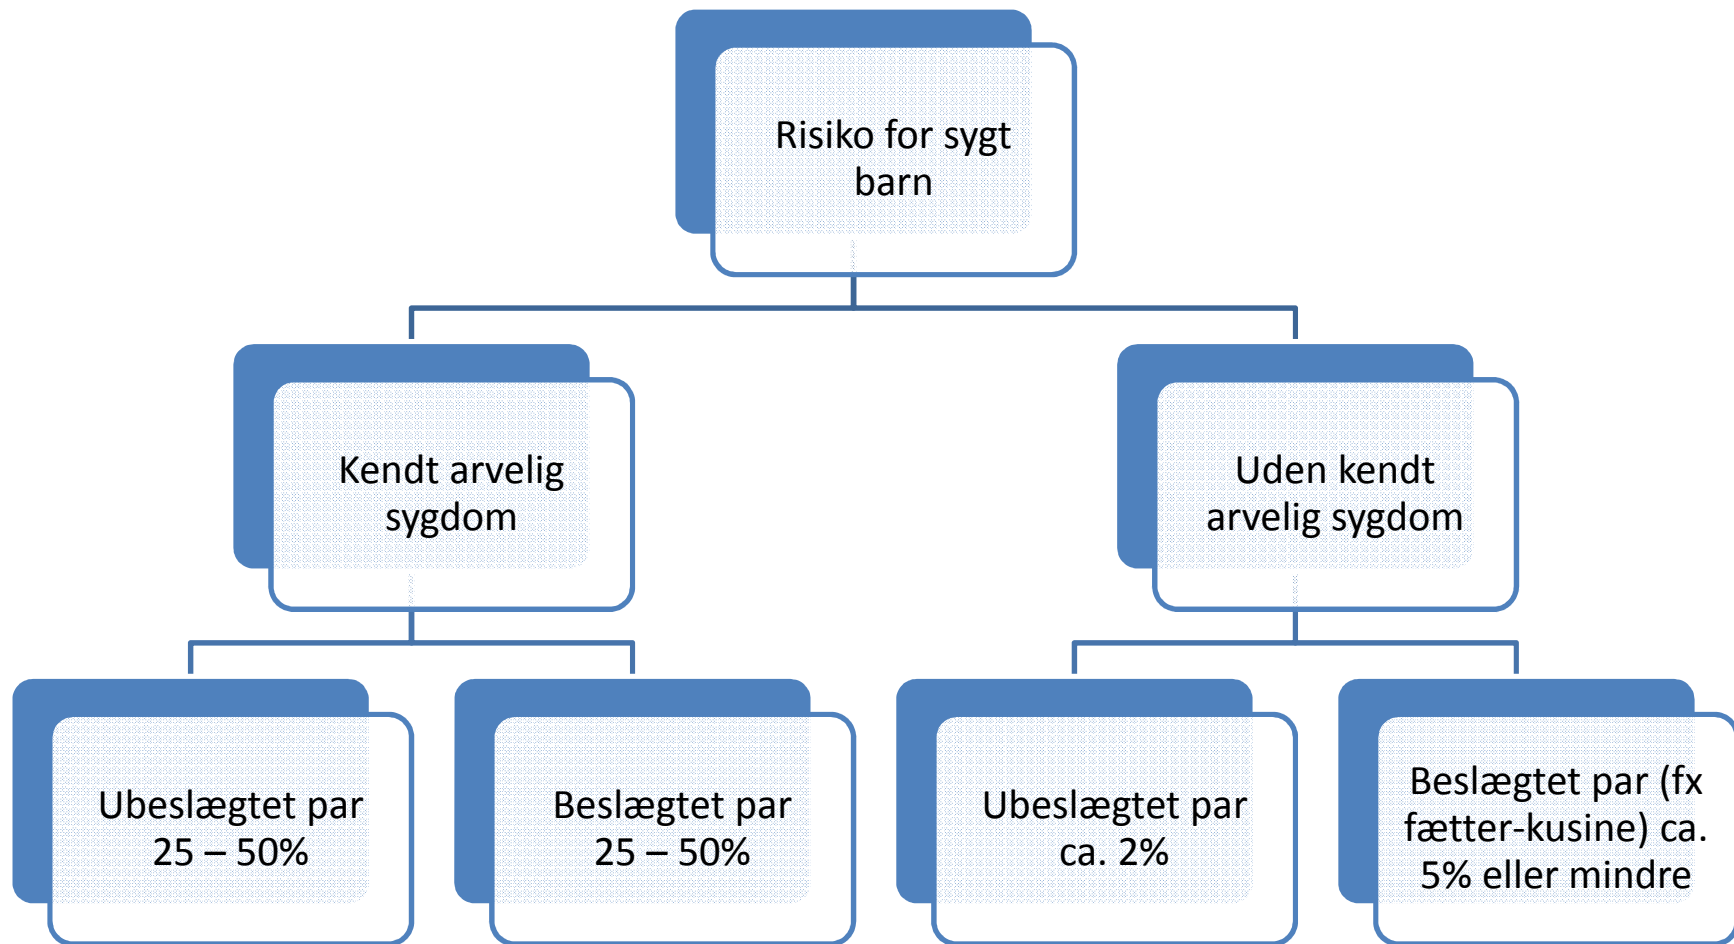 Risiko for sygt
barn
Kendt arvelig
sygdom
Uden kendt
arvelig sygdom
Ubeslægtet par
25 – 50%
Beslægtet par
25 – 50%
Ubeslægtet par
ca. 2%
Beslægtet par (fx
fætter-kusine) ca.
5% eller mindre